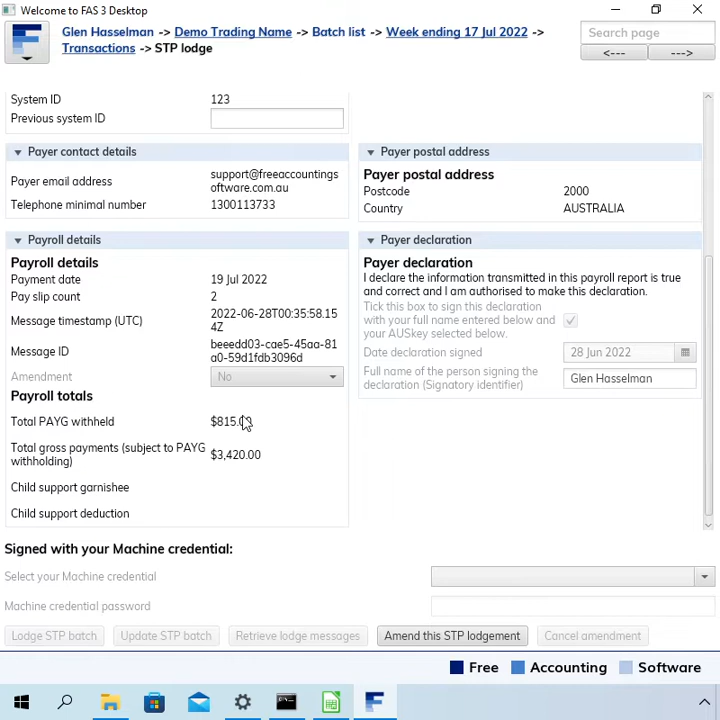 Welcome to FAS 3 Desktop
Glen Hasselman -> Demo Trading Name -> Batch list -> Week ending 17 Jul 2022 ->
Transactions -> STP lodge
Search page
<---
--->
System ID 123
Previous system ID
Payer contact details
Payer email address
support@freeaccountings
oftware.com.au
Telephone minimal number 1300113733
Payer postal address
Payer postal address
Postcode 2000
Country AUSTRALIA
Payroll details
Payroll details
Payment date 19 Jul 2022
Pay slip count 2
Message timestamp (UTC)
2022-06-28T00:35:58.15
4Z
Message ID
beeedd03-cae5-45aa-81
a0-59d1fdb3096d
Amendment No
Payroll totals
Total PAYG withheld $815.00
Total gross payments (subject to PAYG
withholding)
$3,420.00
Child support garnishee
Child support deduction
Payer declaration
Payer declaration
I declare the information transmitted in this payroll report is true
and correct and I am authorised to make this declaration.
Tick this box to sign this declaration
with your full name entered below and
your AUSkey selected below.
Date declaration signed 28 Jun 2022
Full name of the person signing the
declaration (Signatory identifier)
Glen Hasselman
Signed with your Machine credential:
Select your Machine credential
Machine credential password
Lodge STP batch
Update STP batch
Retrieve lodge messages
Amend this STP lodgement
Cancel amendment
Free Accounting Software